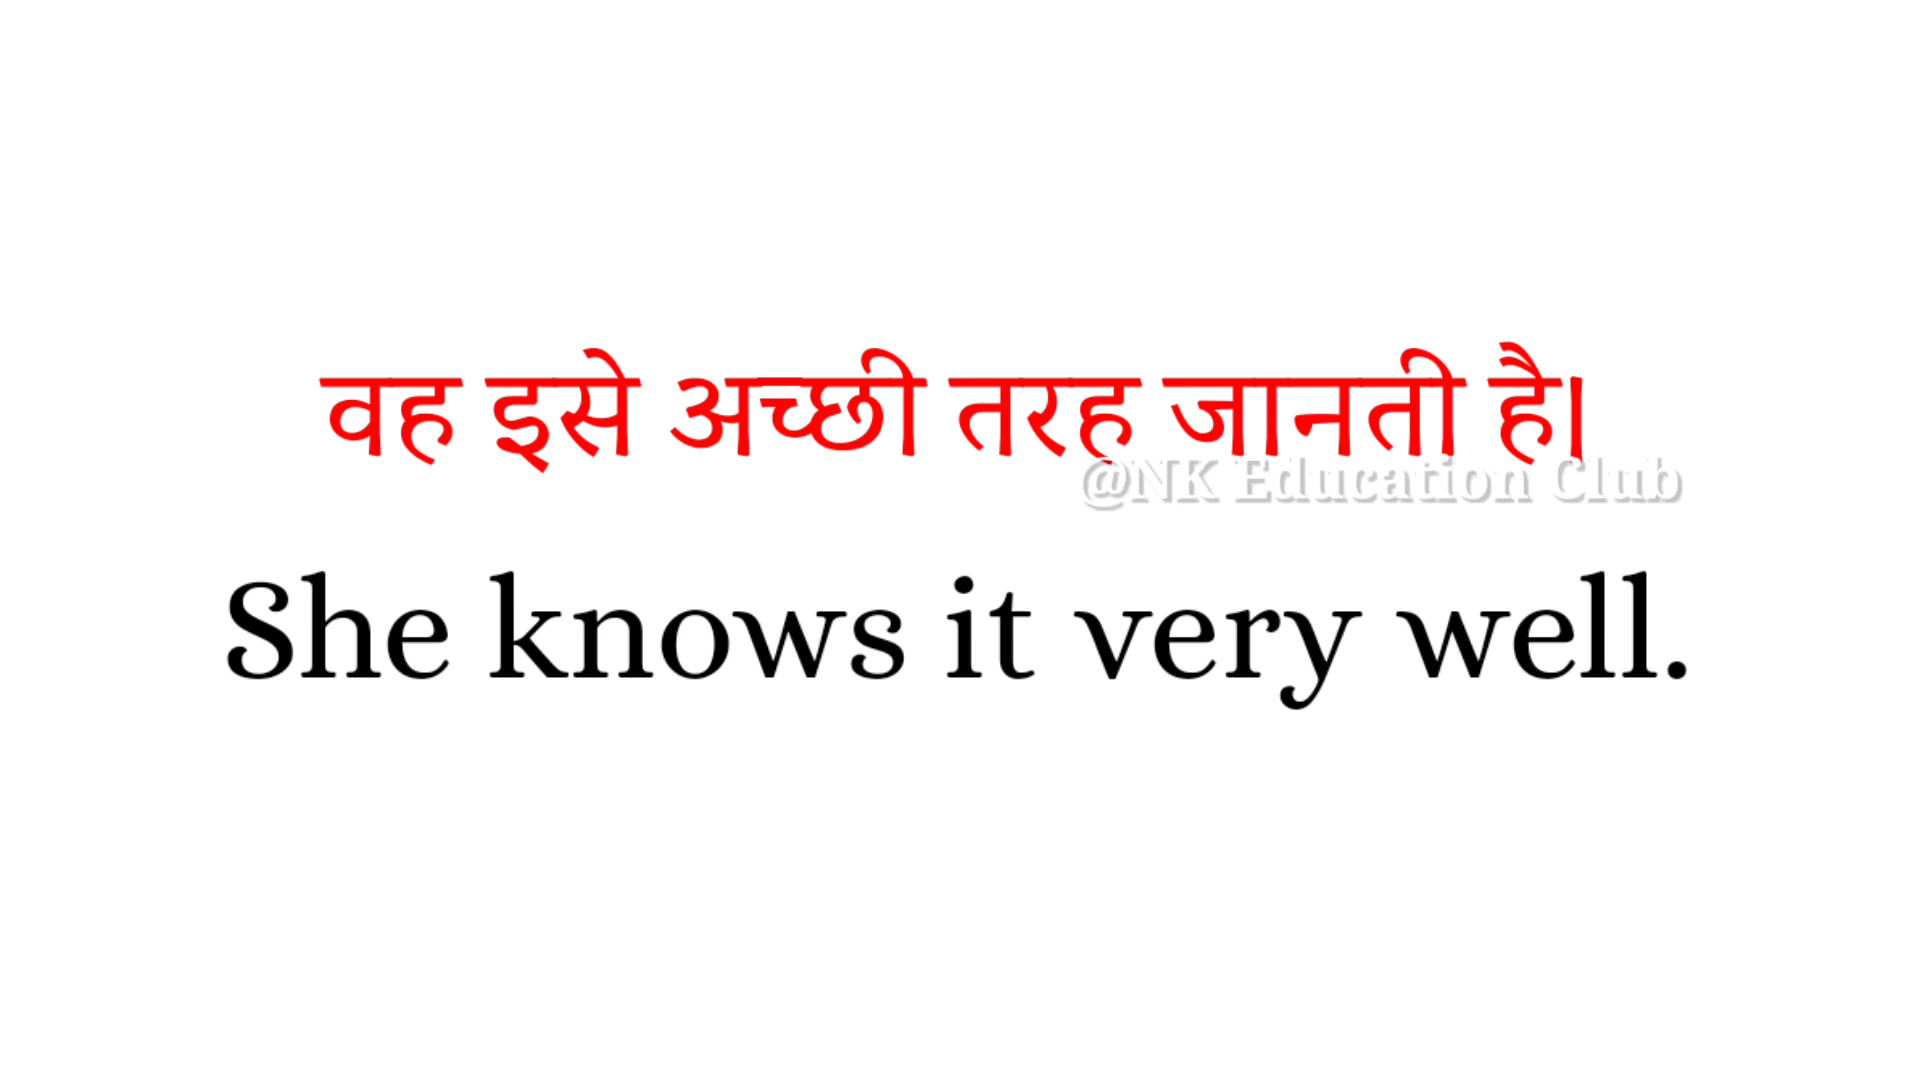 वह इसे अच्छी तरह जानती है।
@NK Education Club
She knows it very well.